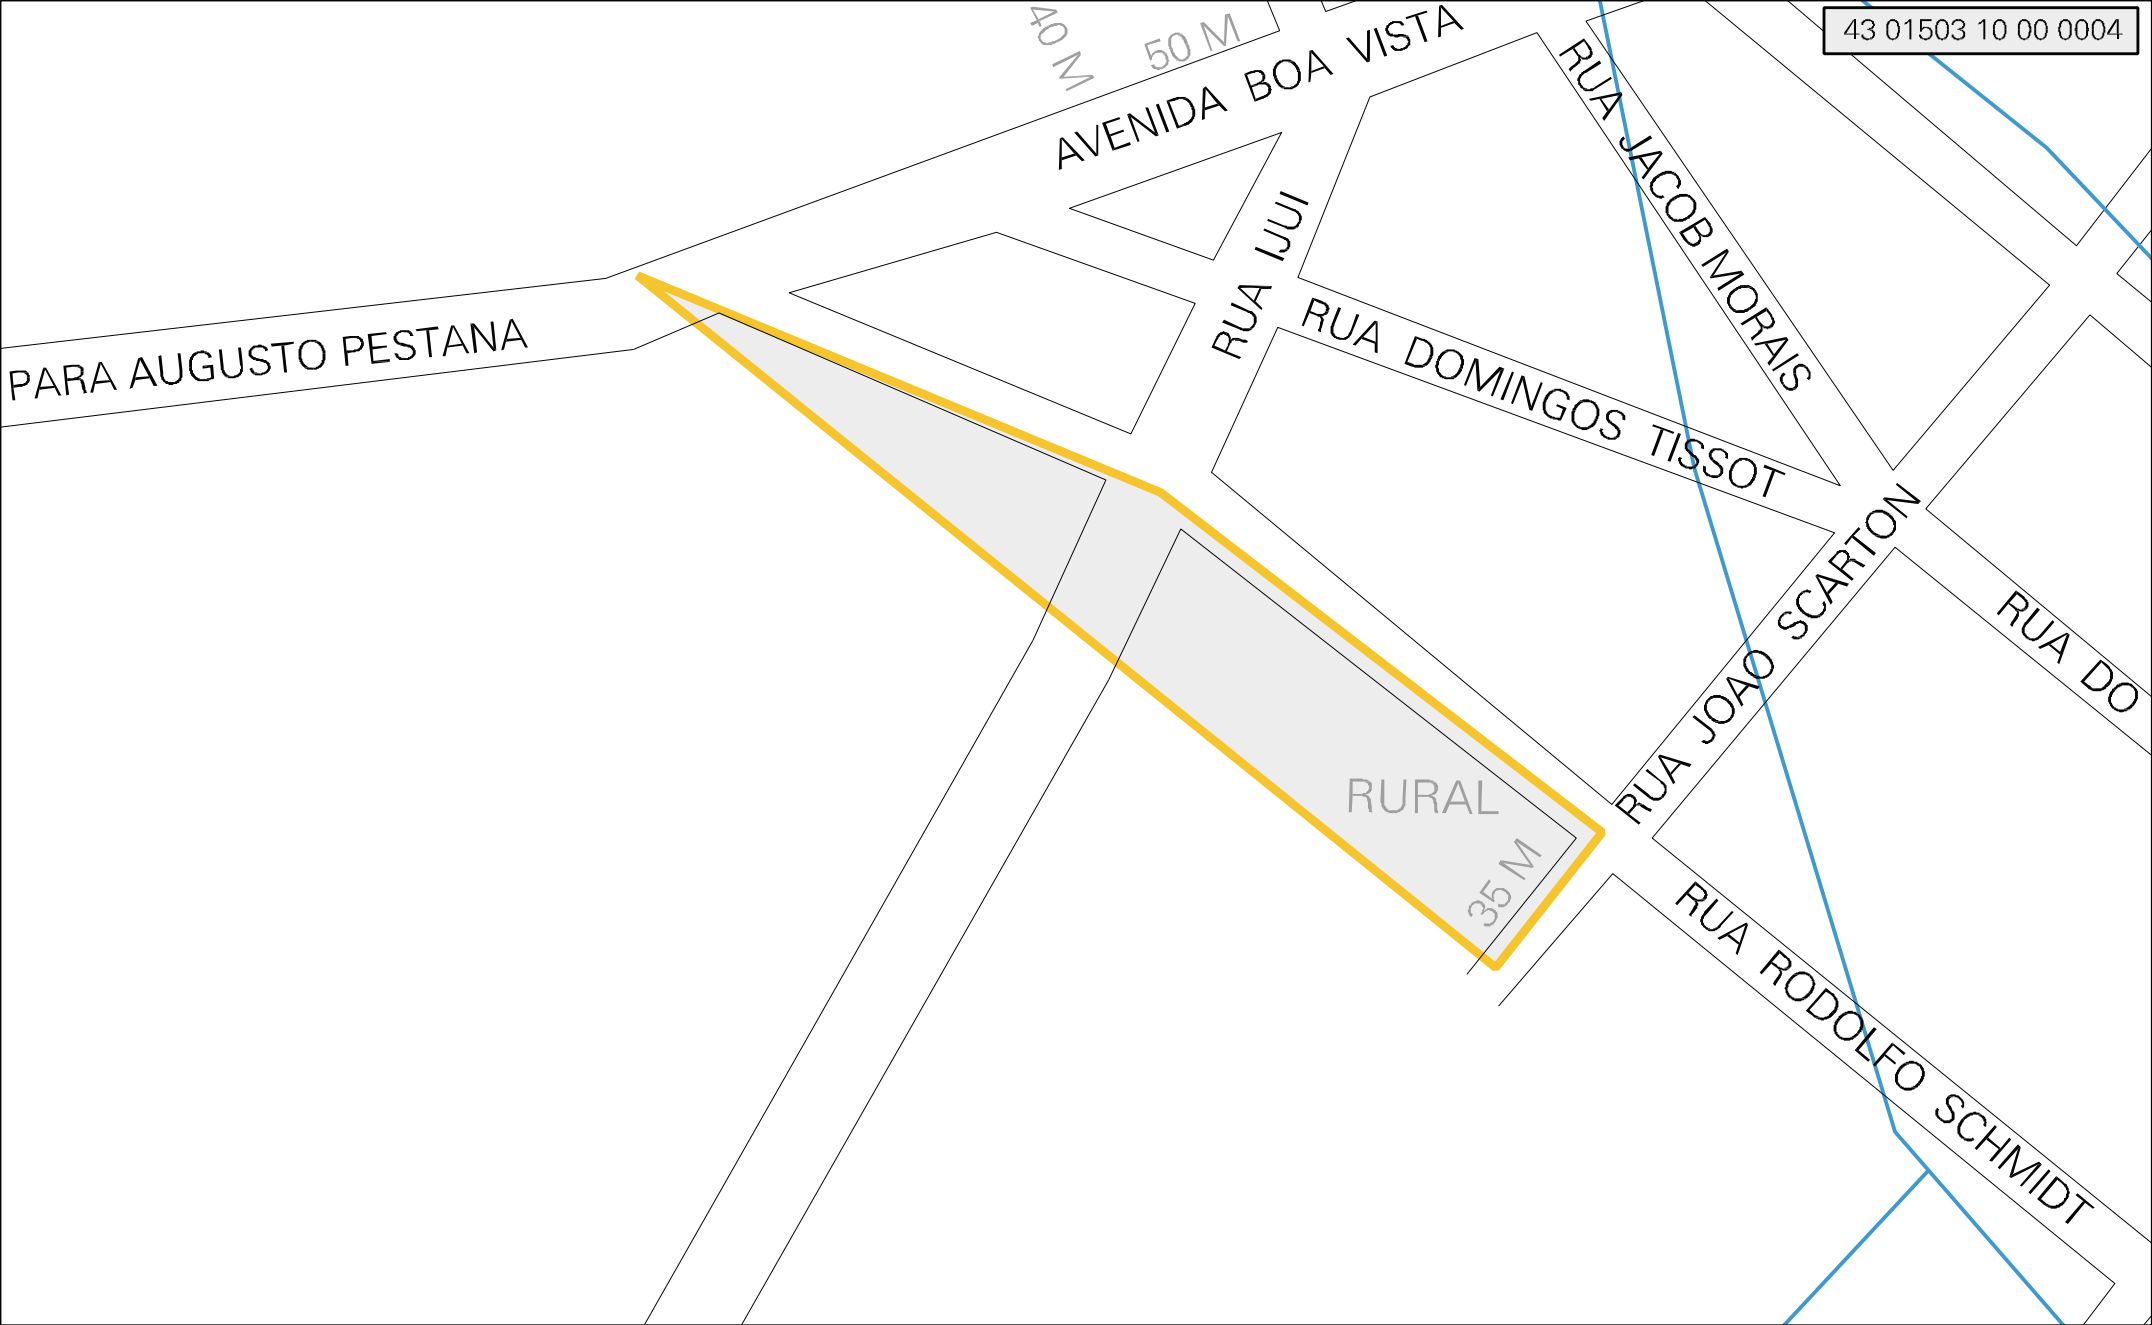 43 01503 10 00 0004
40 M
50 M
AVENIDA BOA VISTA
RUA JACOB MORAIS
RUA IJUI
PARA AUGUSTO PESTANA
RUA DOMINGOS TISSOT
RUA JOAO SCARTON
RUA DO
RURAL
35 M
RUA RODOLFO SCHMIDT